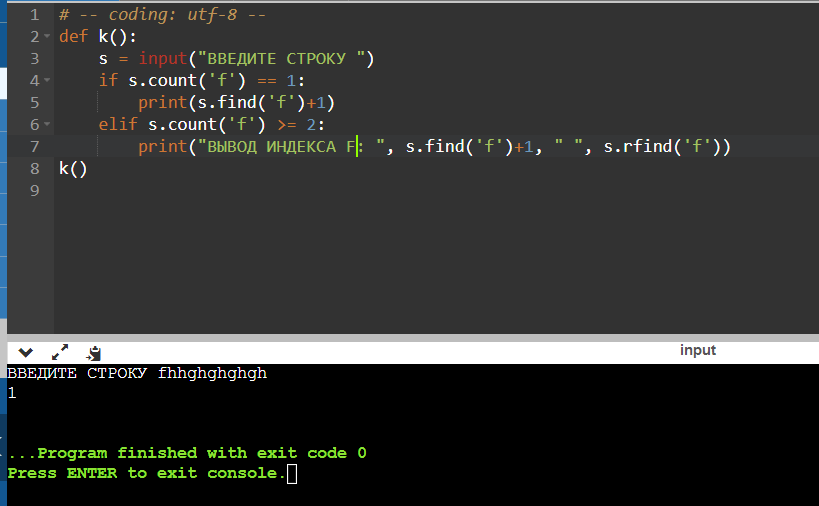 1 # -- coding: utf-8 --
2 def k():
3 s = input("ВВЕДИТЕ СТРОКУ ")
4 if s.count('f') == 1:
5 print(s.find('f')+1)
6 elif s.count('f') >= 2:
7 print("ВЫВОД ИНДЕКСА F: ", s.find('f')+1, " ", s.rfind('f'))
8 k()
9
input
ВВЕДИТЕ СТРОКУ fhhghghghgh
1
...Program finished with exit code 0
Press ENTER to exit console.